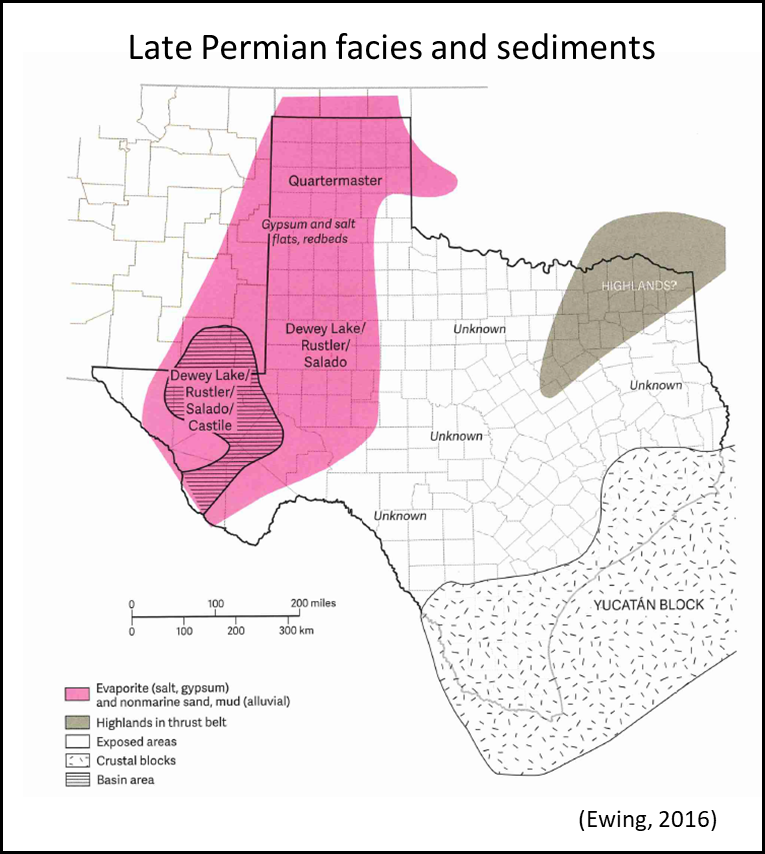 Late Permian facies and sediments
Quartermaster
Gypsum and salt
flats, redbeds
HIGHLANDS?
Dewey Lake/
Rustler/
Salado
Unknown
Dewey Lake/
Rustler/
Salado/
Castile
Unknown
Unknown
Unknown
YUCATÁN BLOCK
0 100 200 miles
0 100 200 300 km
Evaporite (salt, gypsum)
and nonmarine sand, mud (alluvial)
Highlands in thrust belt
Exposed areas
Crustal blocks
Basin area
(Ewing, 2016)